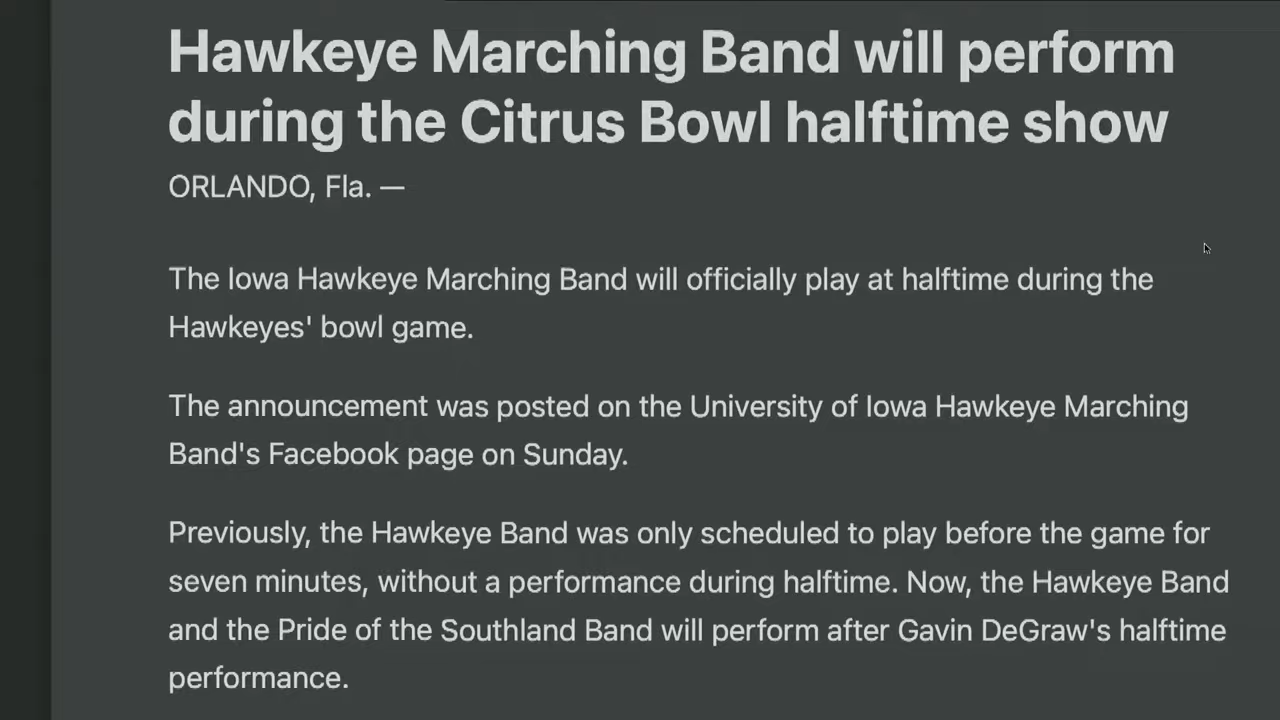 Hawkeye Marching Band will perform
during the Citrus Bowl halftime show
ORLANDO, Fla. —
The Iowa Hawkeye Marching Band will officially play at halftime during the
Hawkeyes' bowl game.
The announcement was posted on the University of Iowa Hawkeye Marching
Band's Facebook page on Sunday.
Previously, the Hawkeye Band was only scheduled to play before the game for
seven minutes, without a performance during halftime. Now, the Hawkeye Band
and the Pride of the Southland Band will perform after Gavin DeGraw's halftime
performance.